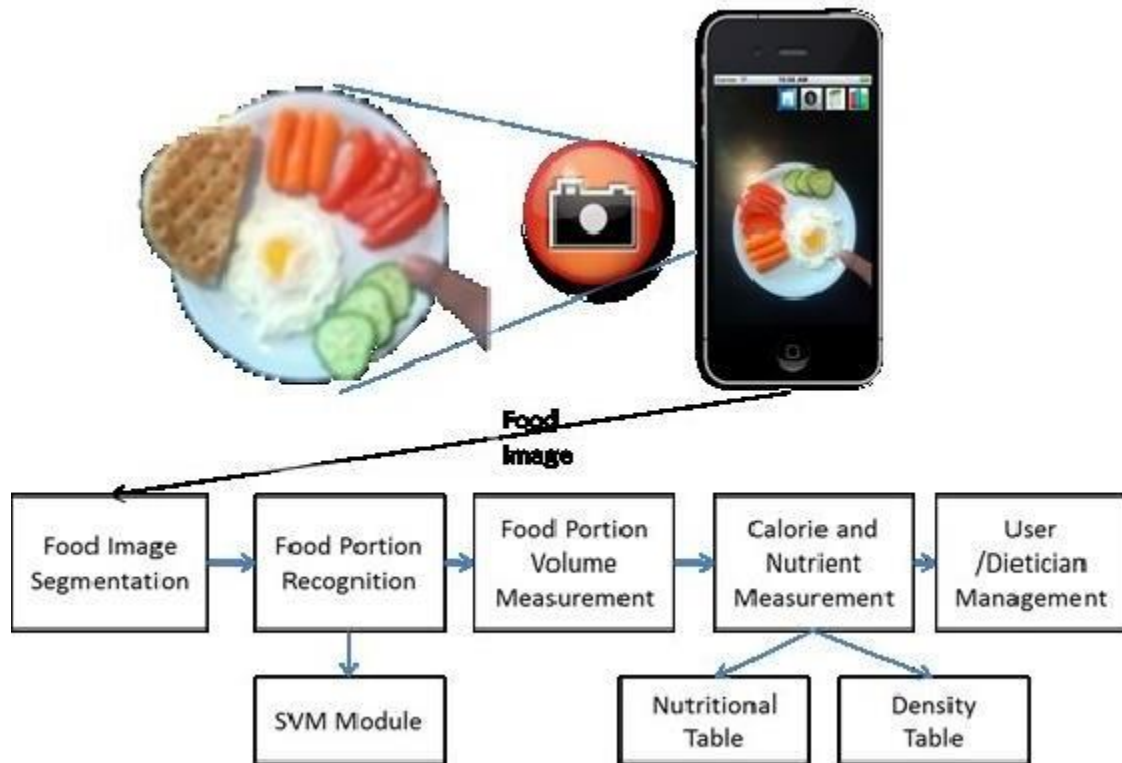 Food
Image
Food Image
Segmentation
Food Portion
Recognition
Food Portion
Volume
Measurement
Calorie and
Nutrient
Measurement
User
/Dietician
Management
SVM Module
Nutritional
Table
Density
Table